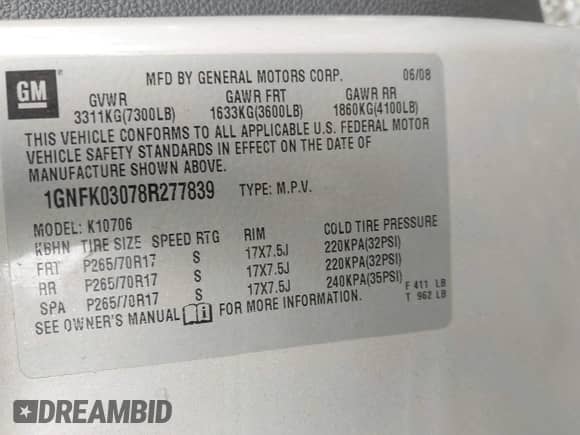 GM
MFD BY GENERAL MOTORS CORP. 06/08
GVWR GAWR FRT GAWR RR
3311KG(7300LB) 1633KG(3600LB) 1860KG(4100LB)
THIS VEHICLE CONFORMS TO ALL APPLICABLE U.S. FEDERAL MOTOR
VEHICLE SAFETY STANDARDS IN EFFECT ON THE DATE OF
MANUFACTURE SHOWN ABOVE.
1GNFK03078R277839 TYPE: M.P.V.
MODEL: K10706
KBHN TIRE SIZE SPEED RTG RIM COLD TIRE PRESSURE
FRT P265/70R17 S 17X7.5J 220KPA(32PSI)
RR P265/70R17 S 17X7.5J 220KPA(32PSI)
SPA P265/70R17 S 17X7.5J 240KPA(35PSI) F 411 LB
SEE OWNER'S MANUAL i FOR MORE INFORMATION. T 962 LB
DREAMBID